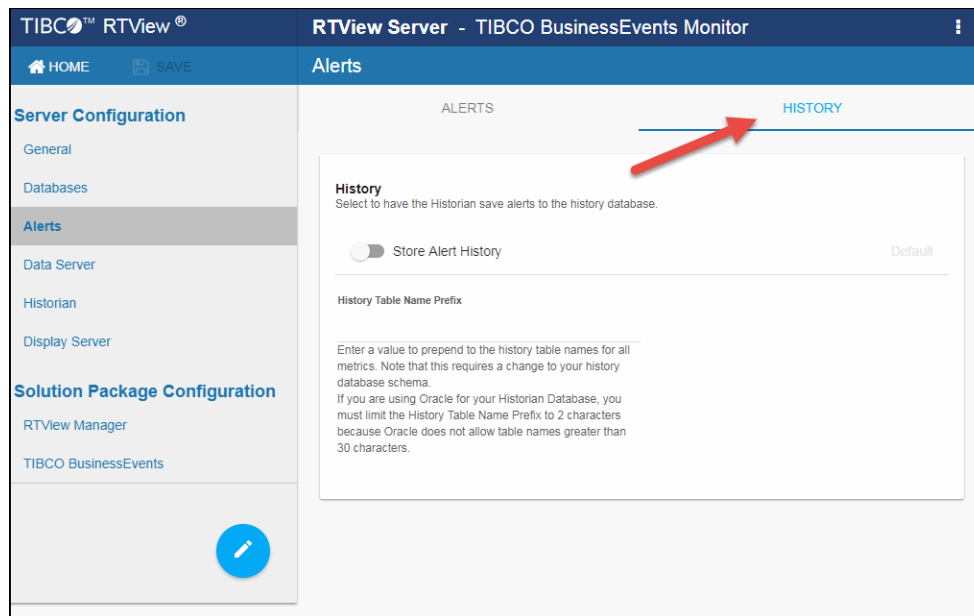 TIBCO™ RTView ®
RTView Server - TIBCO BusinessEvents Monitor
HOME
SAVE
Alerts
Server Configuration
General
Databases
Alerts
Data Server
Historian
Display Server
Solution Package Configuration
RTView Manager
TIBCO BusinessEvents
ALERTS
HISTORY
History
Select to have the Historian save alerts to the history database.
Store Alert History
Default
History Table Name Prefix
Enter a value to prepend to the history table names for all
metrics. Note that this requires a change to your history
database schema.
If you are using Oracle for your Historian Database, you
must limit the History Table Name Prefix to 2 characters
because Oracle does not allow table names greater than
30 characters.